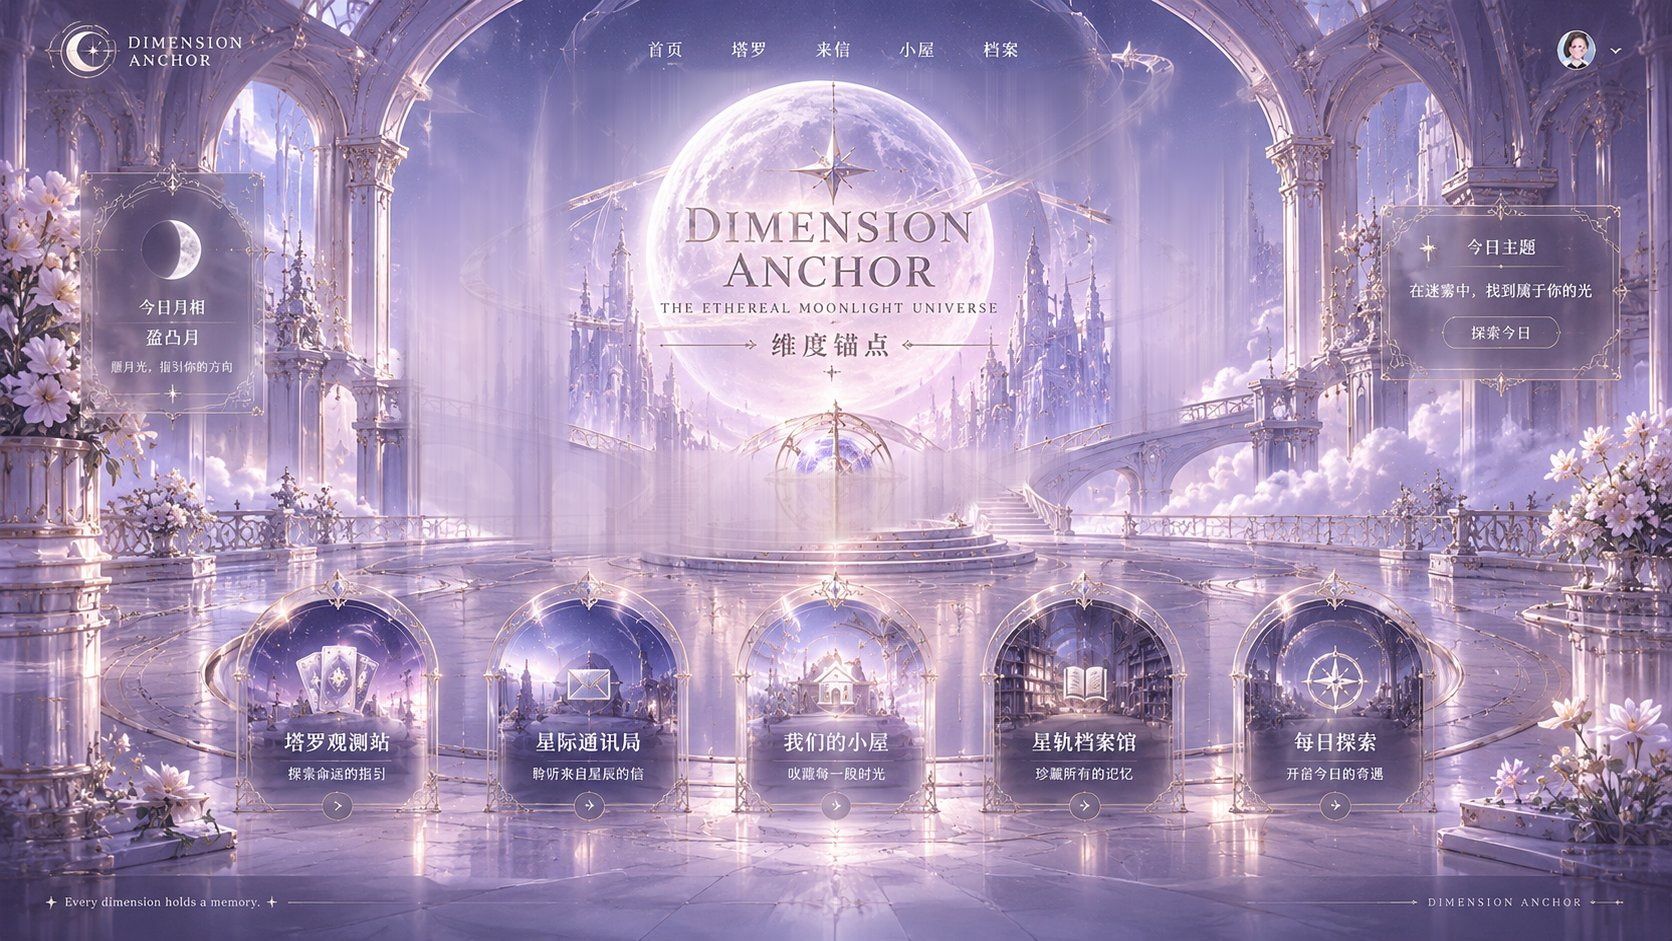 DIMENSION
ANCHOR
首页
塔罗
来信
小屋
档案
DIMENSION
ANCHOR
THE ETHEREAL MOONLIGHT UNIVERSE
维度锚点
今日月相
盈凸月
月光，指引你的方向
今日主题
在迷雾中，找到属于你的光
探索今日
塔罗观测站
探索命运的指引
星际通讯局
聆听来自星辰的信
我们的小屋
每一段时光
星轨档案馆
珍藏所有的记忆
每日探索
开启今日的奇遇
Every dimension holds a memory.
DIMENSION ANCHOR